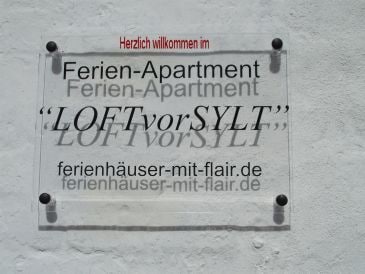 Herzlich willkommen im
Ferien-Apartment
“LOFTvorSYLT”
ferienhäuser-mit-flair.de